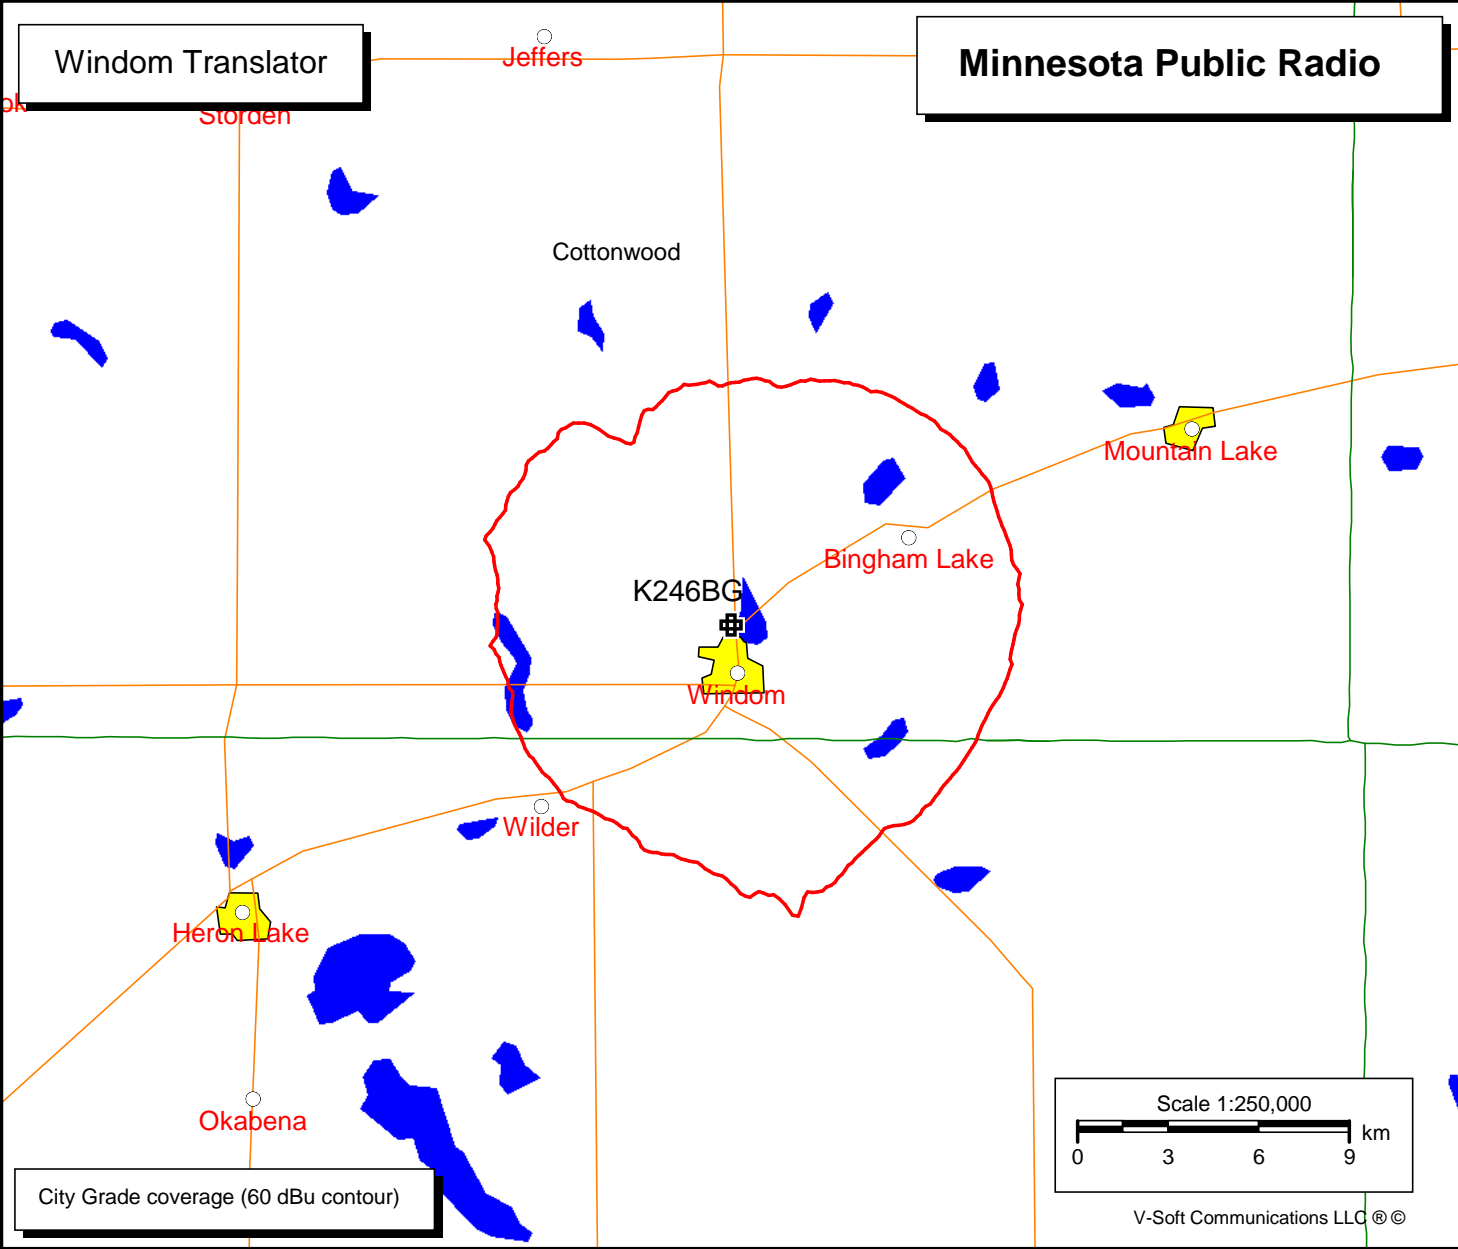 Windom Translator
Jeffers
Minnesota Public Radio
ok
Storden
Cottonwood
Mountain Lake
Bingham Lake
K246BG
Windom
Wilder
Heron Lake
Okabena
Scale 1:250,000
km
0 3 6 9
City Grade coverage (60 dBu contour)
V-Soft Communications LLC ® ©